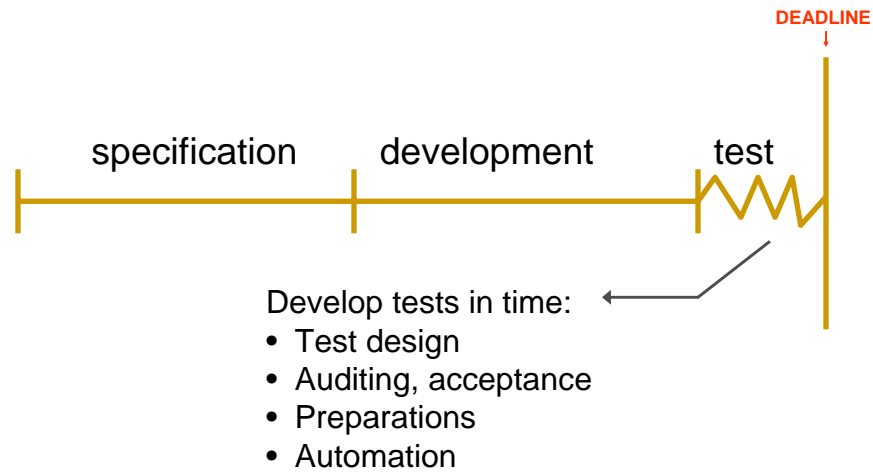 DEADLINE
specification development test
Develop tests in time:
• Test design
• Auditing, acceptance
• Preparations
• Automation